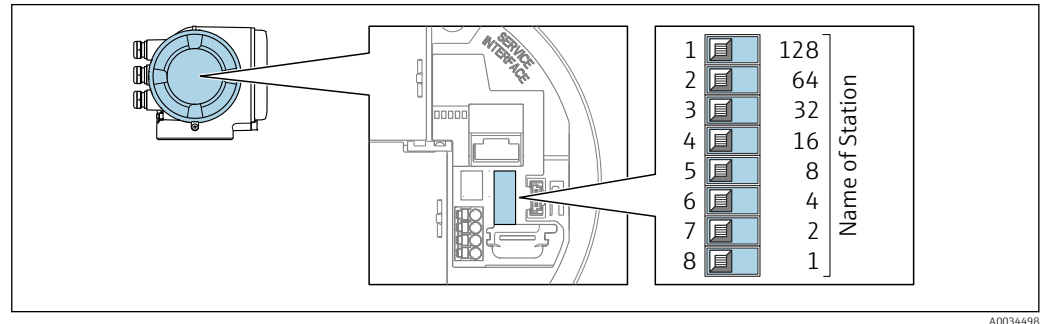 SERVICE
INTERFACE
1 128
2 64
3 32
4 16
5 8
6 4
7 2
8 1
Name of Station
A0034498